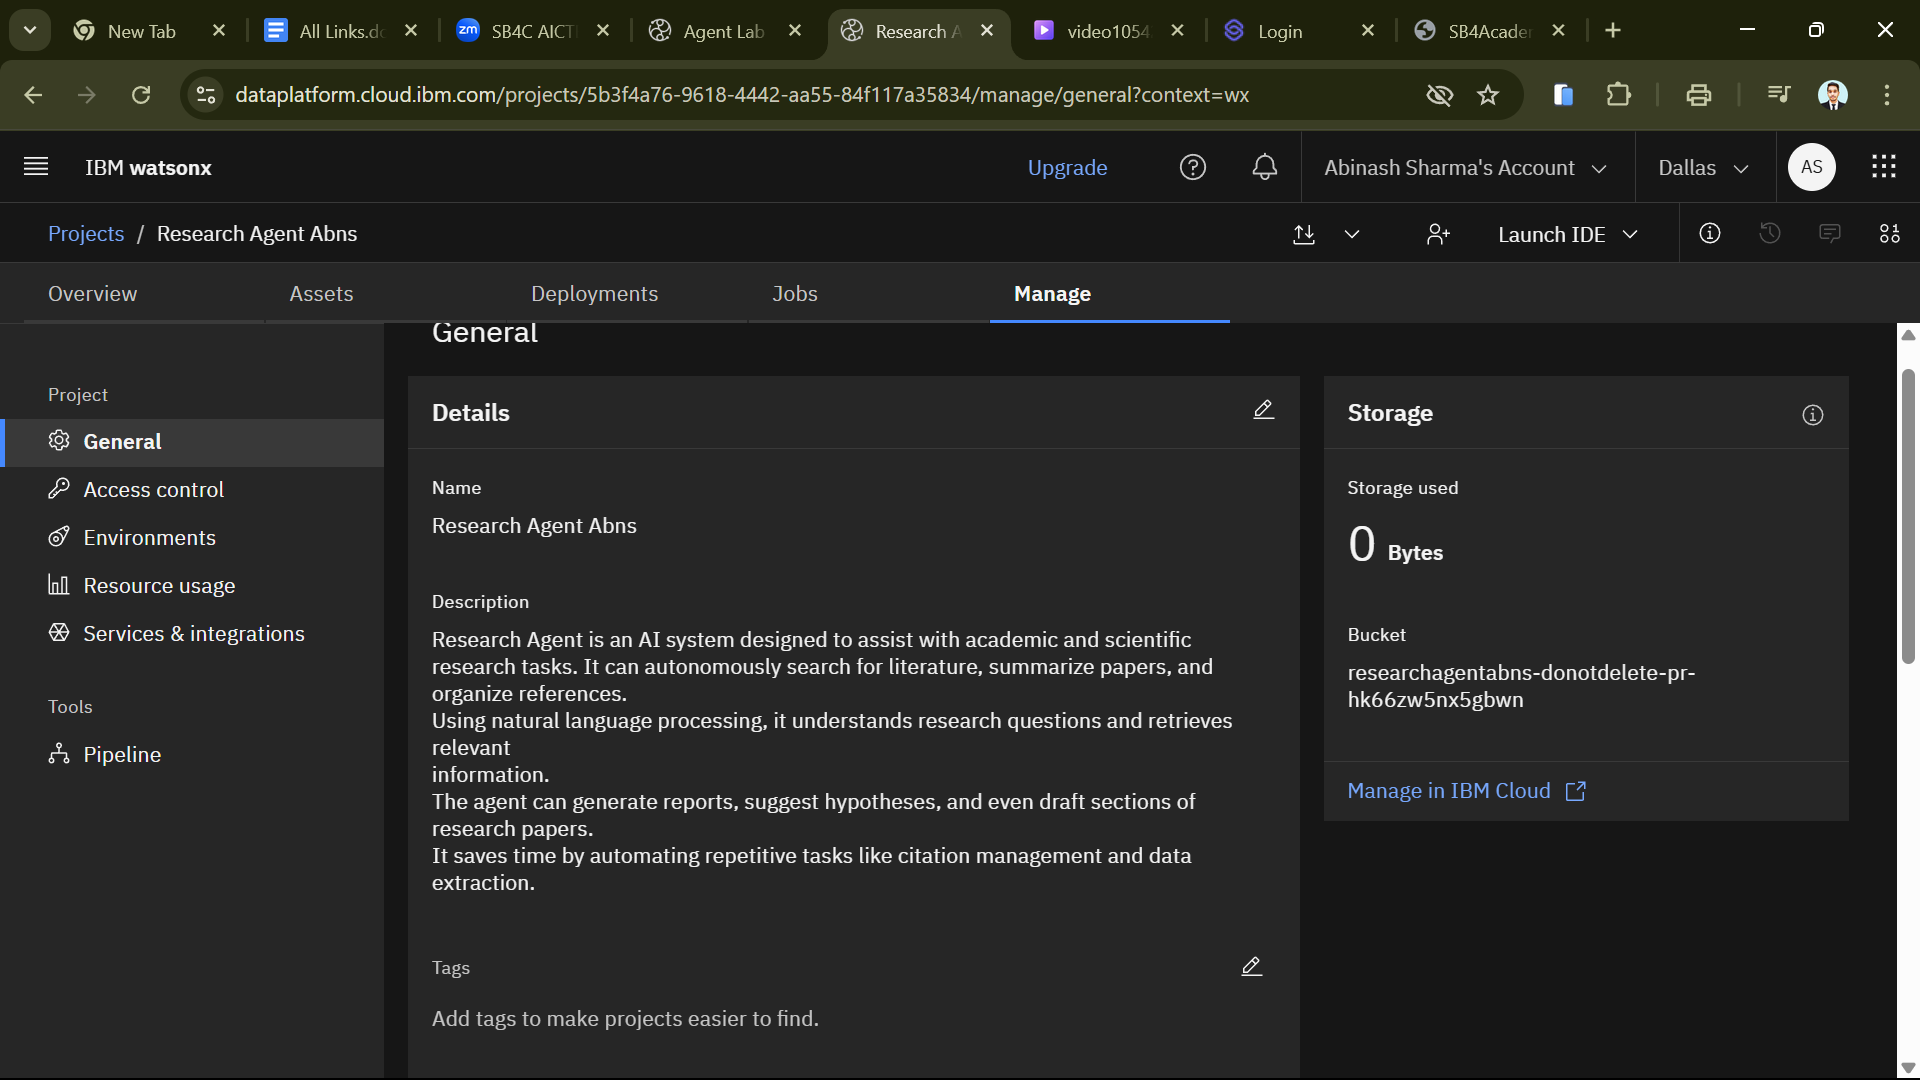 New Tab
All Links.do
zm
SB4C AICT
Agent Lab
Research A
video1054
Login
SB4Acader
dataplatform.cloud.ibm.com/projects/5b3f4a76-9618-4442-aa55-84f117a35834/manage/general?context=wx
IBM watsonx
Upgrade
Abinash Sharma's Account
Dallas
AS
Projects / Research Agent Abns
Launch IDE
Overview
Assets
Deployments
Jobs
Manage
Project
General
Access control
Environments
Resource usage
Services & integrations
Tools
Pipeline
General
Details
Name
Research Agent Abns
Description
Research Agent is an AI system designed to assist with academic and scientific
research tasks. It can autonomously search for literature, summarize papers, and
organize references.
Using natural language processing, it understands research questions and retrieves
relevant
information.
The agent can generate reports, suggest hypotheses, and even draft sections of
research papers.
It saves time by automating repetitive tasks like citation management and data
extraction.
Tags
Add tags to make projects easier to find.
Storage
Storage used
0 Bytes
Bucket
researchagentabns-donotdelete-pr-
hk66zw5nx5gbwn
Manage in IBM Cloud